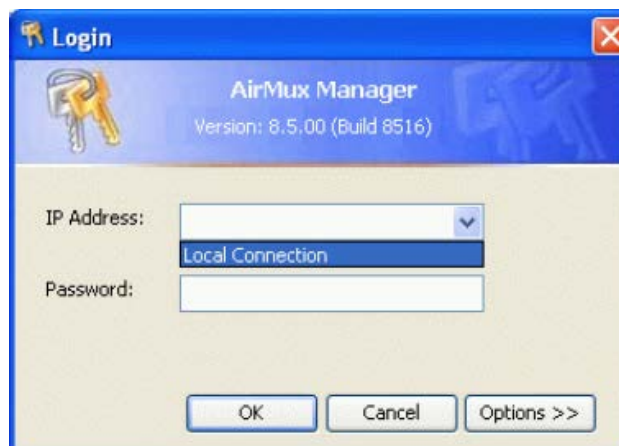 Login
AirMux Manager
Version: 8.5.00 (Build 8516)
IP Address:
Local Connection
Password:
OK Cancel Options >>